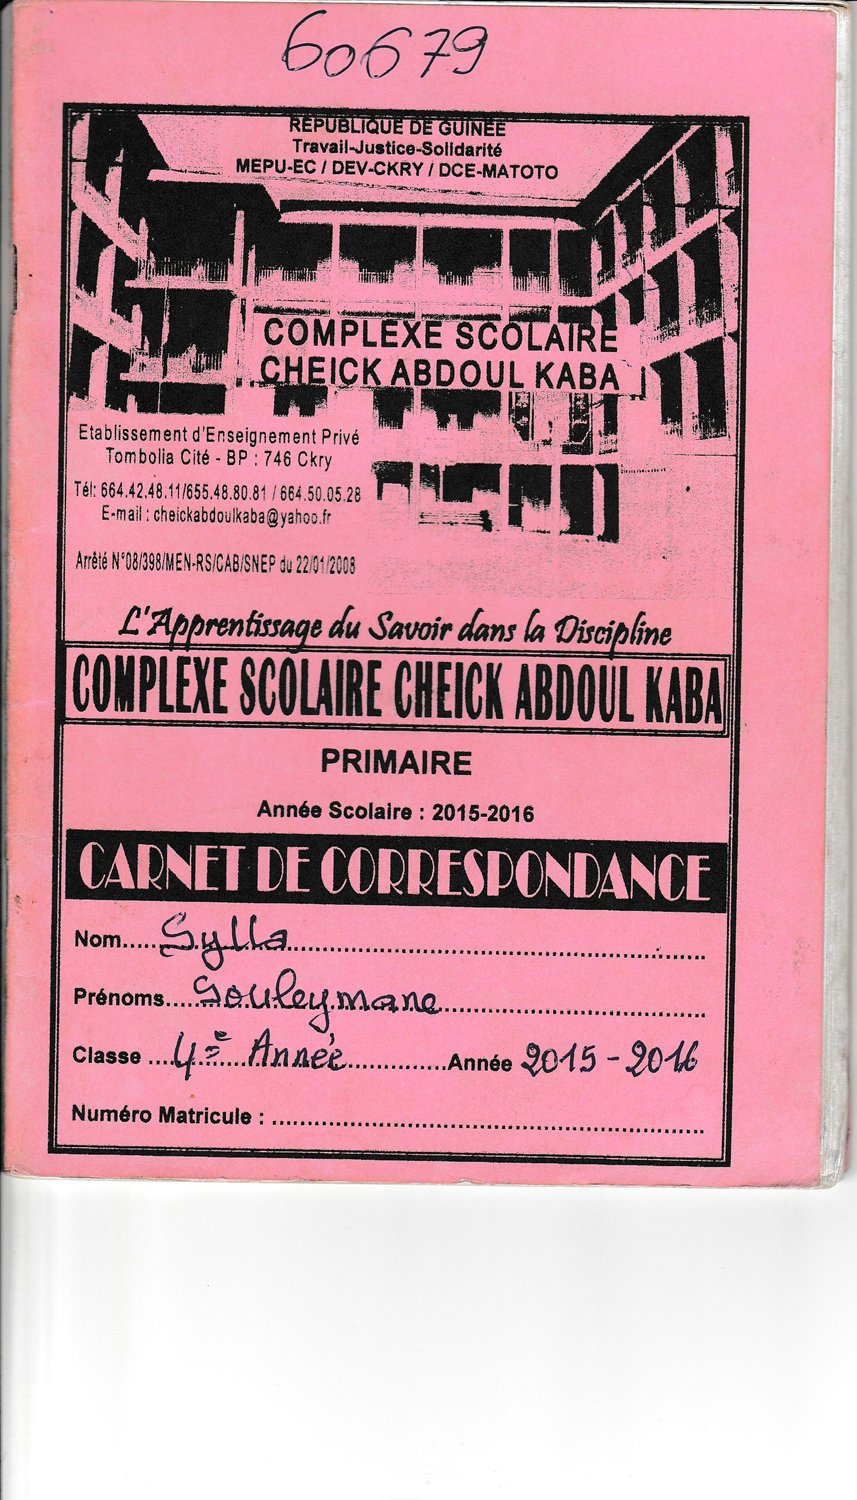 60679
REPUBLIQUE DE GUINEE
Travail-Justice-Solidarité
MEPU-EC / DEV-CKRY / DCE-MATOTO
COMPLEXE SCOLAIRE
CHEICK ABDOUL KABA
Etablissement d'Enseignement Privé
Tombolia Cité - BP : 746 Ckry
Tél: 664.42.48.11/655.48.80.81 / 664.50.05.28
E-mail : cheickabdoulkaba@yahoo.fr
Arrêté N°08/398/MEN-RS/CAB/SNEP du 22/01/2008
L'Apprentissage du Savoir dans la Discipline
COMPLEXE SCOLAIRE CHEICK ABDOUL KABA
PRIMAIRE
Année Scolaire : 2015-2016
CARNET DE CORRESPONDANCE
Nom..... Sylla
Prénoms.... Souleymane
Classe .... 4è Année ............... Année 2015 - 2016
Numéro Matricule : ...............